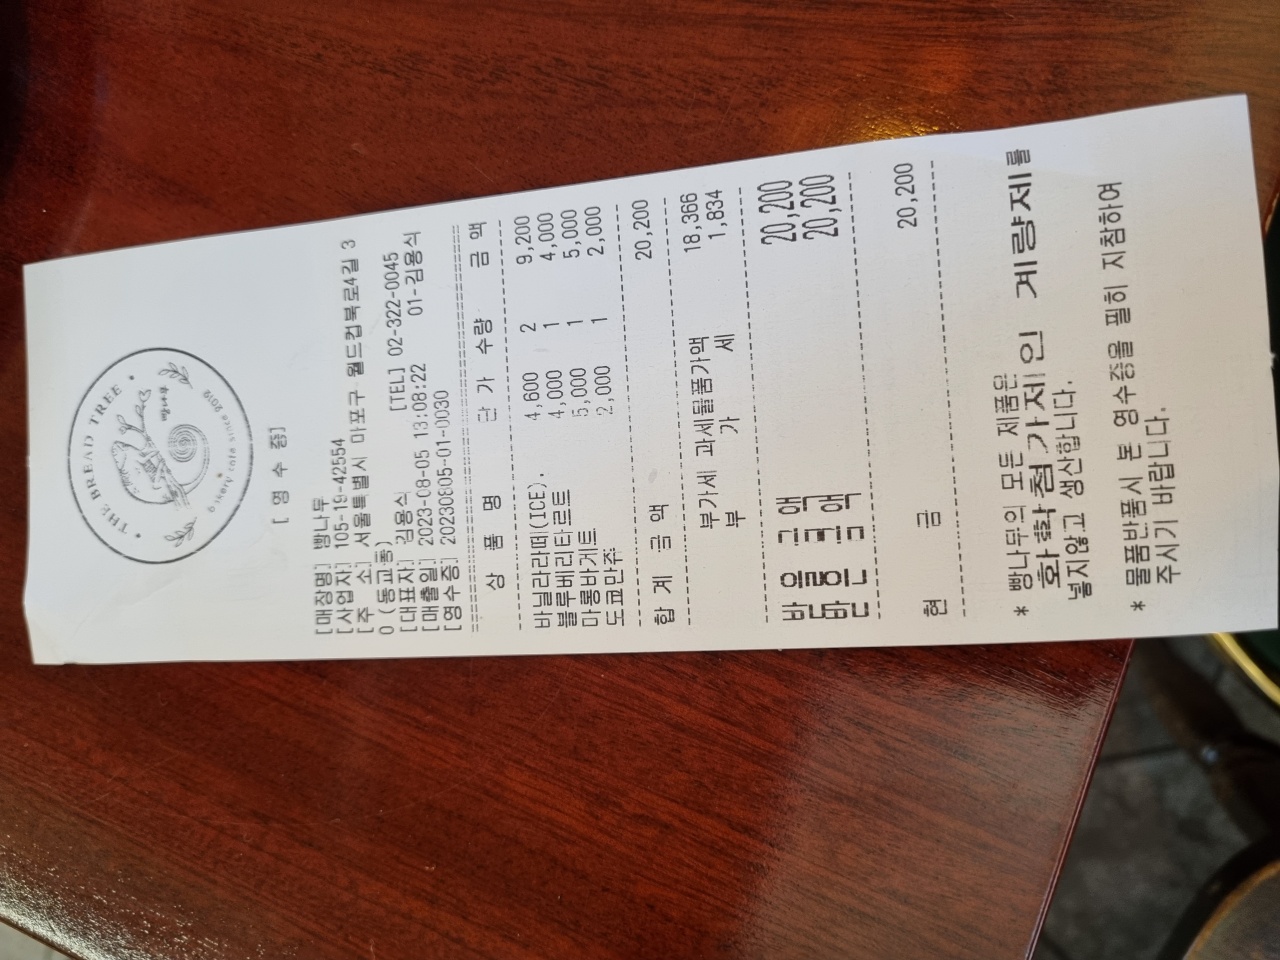 THE BREAD TREE
빵나무
bakery cafe since 2019
[ 영 수 증]
[매장명] 빵나무
[사업자] 105-19-42554
[주 소] 서울특별시 마포구 월드컵북로4길 3
0 (동교동)
[대표자] 김용식 [TEL] 02-322-0045
[매출일] 2023-08-05 13:08:22 01-김용식
[영수증] 20230805-01-0030
상 품 명 단 가 수량 금 액
바닐라라떼(ICE). 4,600 2 9,200
블루베리타르트 4,000 1 4,000
마롱바게트 5,000 1 5,000
도쿄만주 2,000 1 2,000
합 계 금 액 20,200
부가세 과세물품가액 18,366
부 가 세 1,834
받을금액 20,200
받은금액 20,200
현 금 20,200
* 빵나무의 모든 제품은
화학첨가제인 계량제를
넣지않고 생산합니다.
* 물품반품시 본 영수증을 필히 지참하여
주시기 바랍니다.